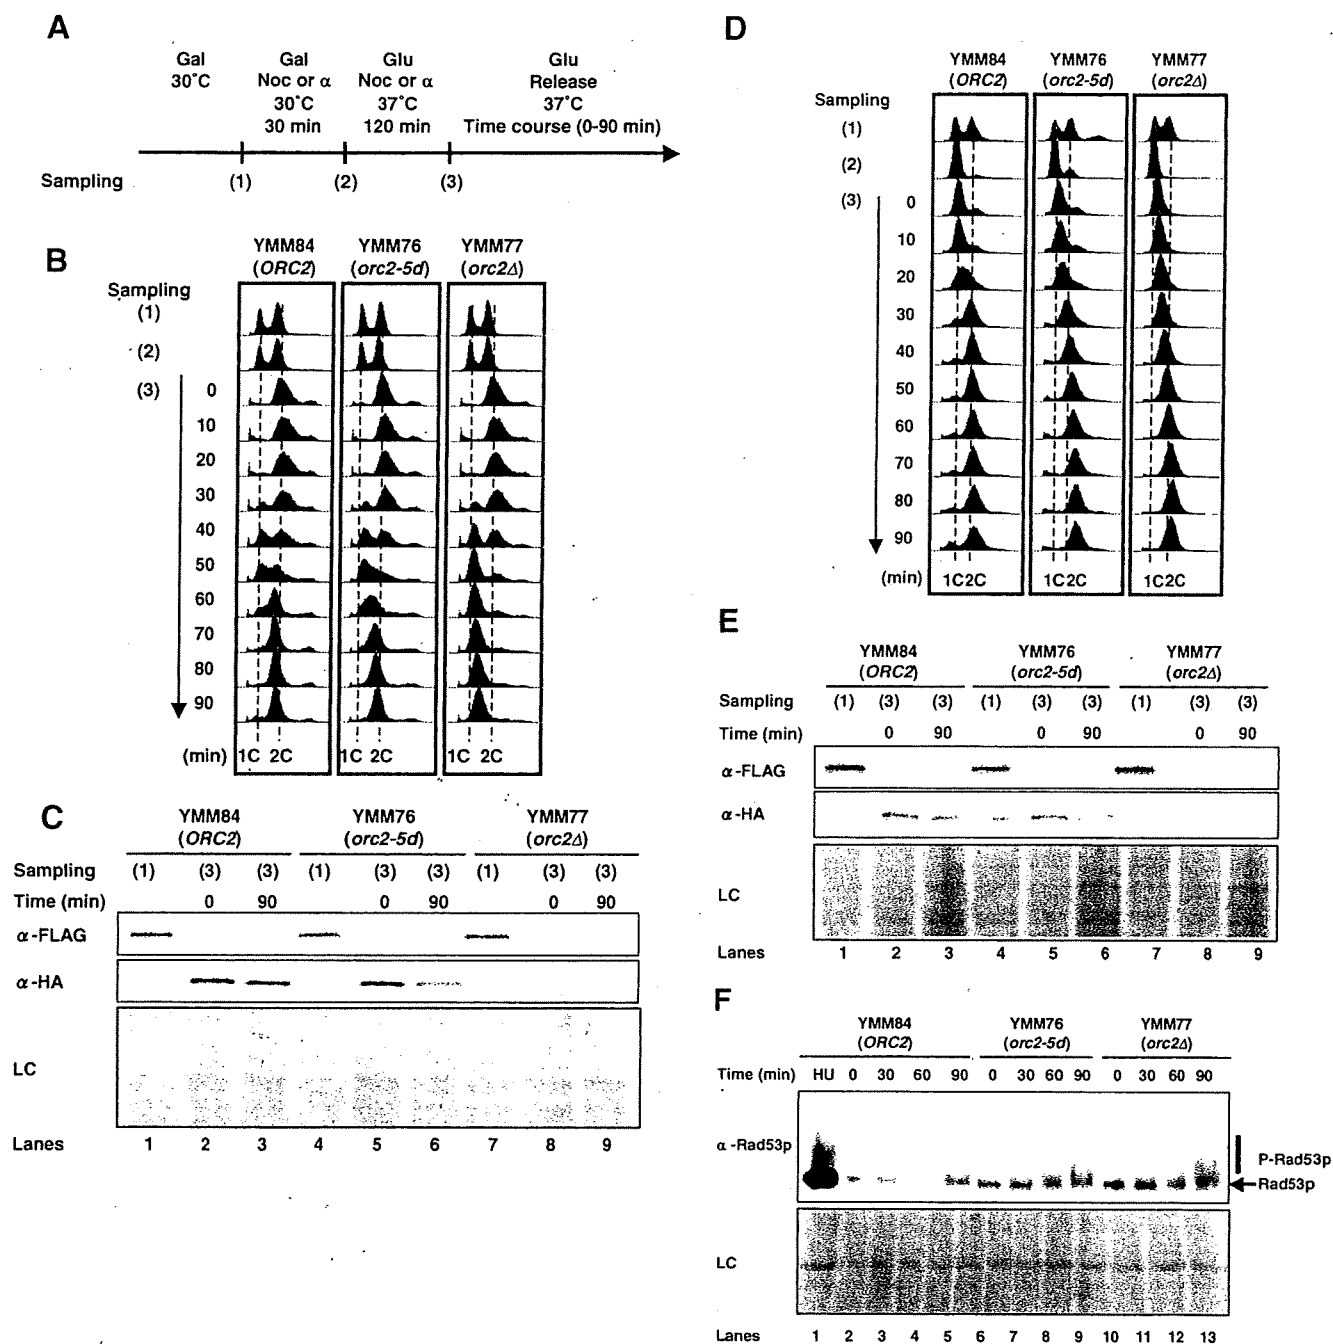 A
Gal Gal Glu Glu
30°C Noc or α Noc or α Release
30°C 37°C 37°C
30 min 120 min Time course (0-90 min)
Sampling (1) (2) (3)
B
YMM84 YMM76 YMM77
(ORC2) (orc2-5d) (orc2Δ)
Sampling
(1)
(2)
(3) 0
10
20
30
40
50
60
70
80
90
(min) 1C 2C 1C 2C 1C 2C
C
YMM84 YMM76 YMM77
(ORC2) (orc2-5d) (orc2Δ)
Sampling (1) (3) (3) (1) (3) (3) (1) (3) (3)
Time (min) 0 90 0 90 0 90
α-FLAG
α-HA
LC
Lanes 1 2 3 4 5 6 7 8 9
D
YMM84 YMM76 YMM77
(ORC2) (orc2-5d) (orc2Δ)
Sampling
(1)
(2)
(3) 0
10
20
30
40
50
60
70
80
90
(min) 1C2C 1C2C 1C2C
E
YMM84 YMM76 YMM77
(ORC2) (orc2-5d) (orc2Δ)
Sampling (1) (3) (3) (1) (3) (3) (1) (3) (3)
Time (min) 0 90 0 90 0 90
α-FLAG
α-HA
LC
Lanes 1 2 3 4 5 6 7 8 9
F
YMM84 YMM76 YMM77
(ORC2) (orc2-5d) (orc2Δ)
Time (min) HU 0 30 60 90 0 30 60 90 0 30 60 90
α-Rad53p
P-Rad53p
Rad53p
LC
Lanes 1 2 3 4 5 6 7 8 9 10 11 12 13